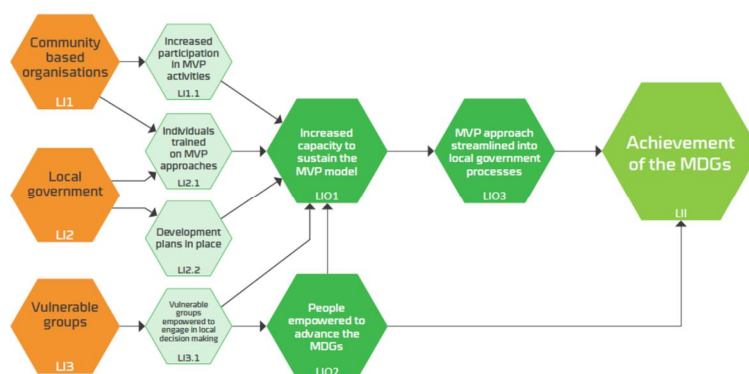 Community
based
organisations
LI1
Increased
participation
in MVP
activities
LI1.1
Individuals
trained
on MVP
approaches
LI2.1
Local
government
LI2
Development
plans in place
LI2.2
Vulnerable
groups
LI3
Vulnerable
groups
empowered to
engage in local
decision making
LI3.1
Increased
capacity to
sustain the
MVP model
LIO1
People
empowered to
advance the
MDGs
LIO2
MVP approach
streamlined into
local government
processes
LIO3
Achievement
of the MDGs
LII